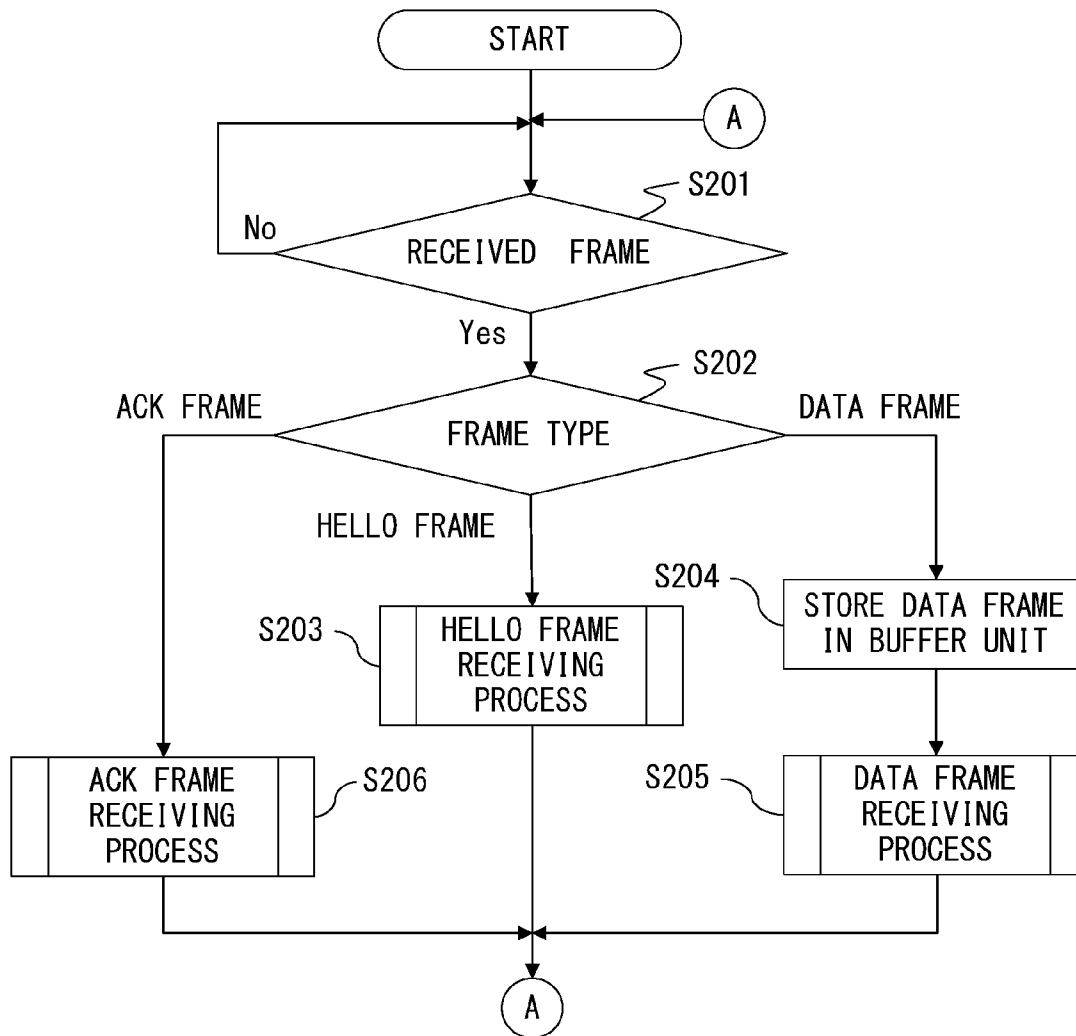 START
A
S201
No
RECEIVED FRAME
Yes
S202
ACK FRAME
DATA FRAME
FRAME TYPE
HELLO FRAME
S204
STORE DATA FRAME
IN BUFFER UNIT
S203
HELLO FRAME
RECEIVING
PROCESS
ACK FRAME
RECEIVING
PROCESS
S206
S205
DATA FRAME
RECEIVING
PROCESS
A